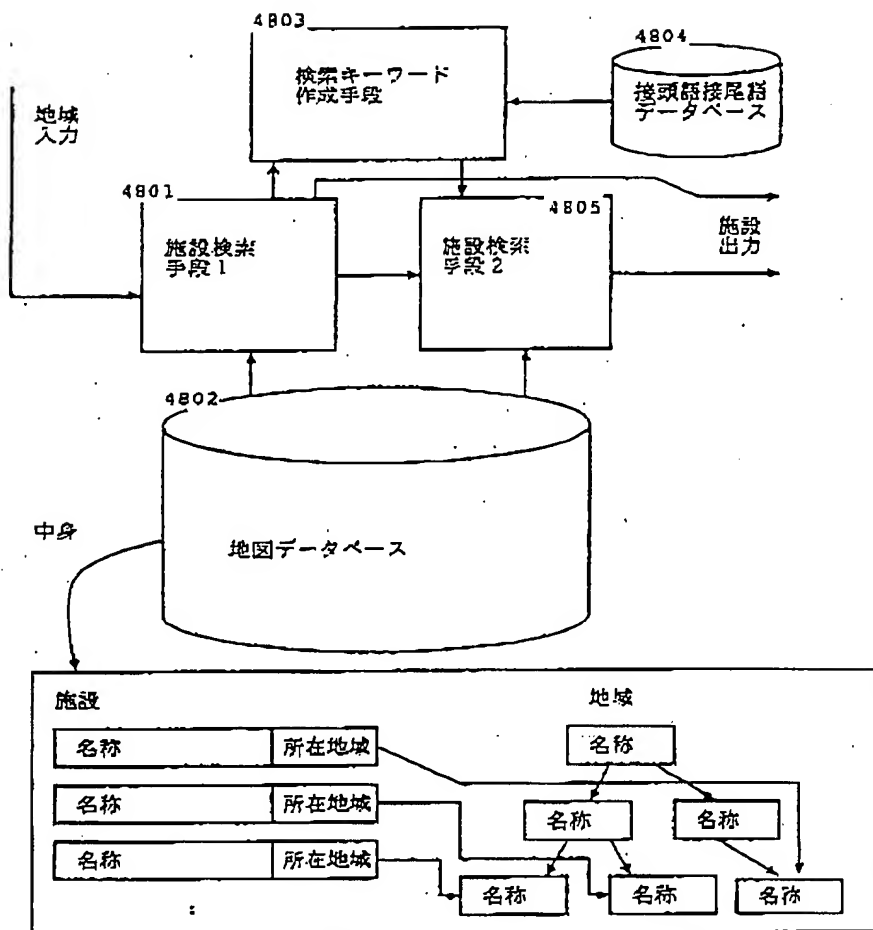 4803
検索キーワード
作成手段
4804
接頭語接尾語
データベース
地域
入力
4801
施設検索
手段1
4805
施設検索
手段2
施設
出力
4802
地図データベース
中身
施設
地域
名称
所在地域
名称
名称
所在地域
名称
名称
名称
所在地域
名称
名称
名称
: